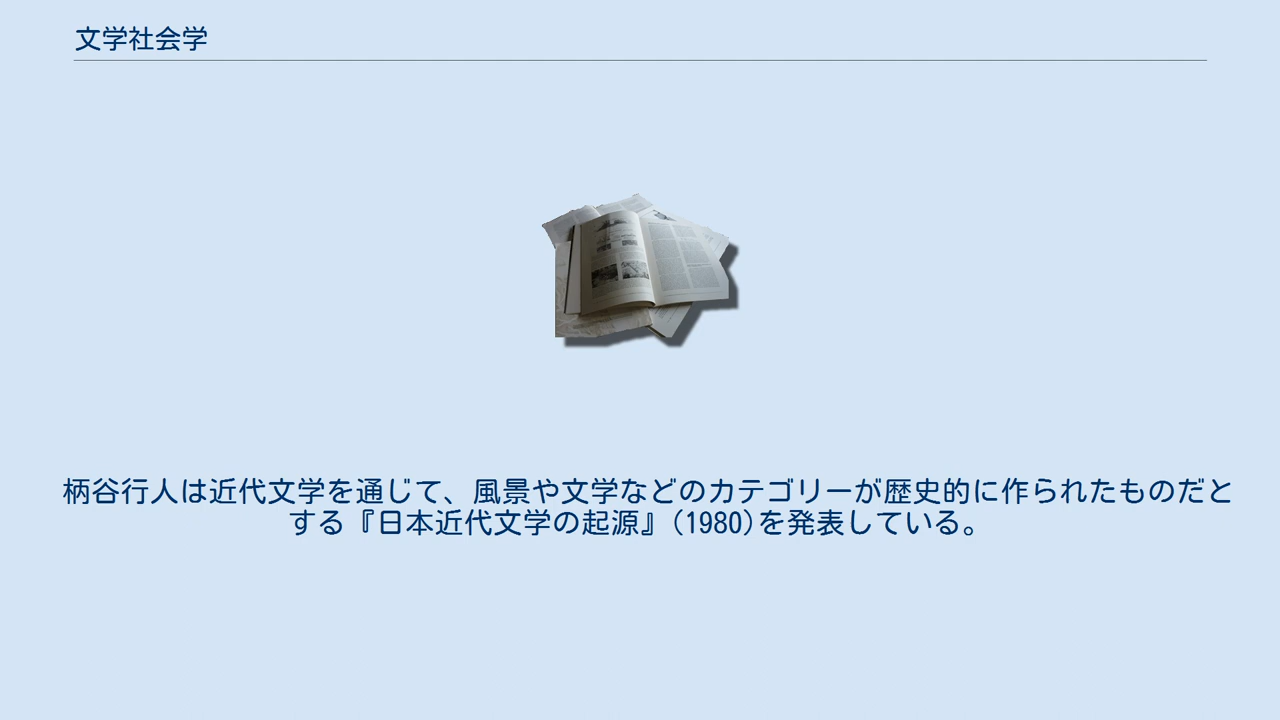 文学社会学
柄谷行人は近代文学を通じて、風景や文学などのカテゴリーが歴史的に作られたものだと
する『日本近代文学の起源』(1980)を発表している。